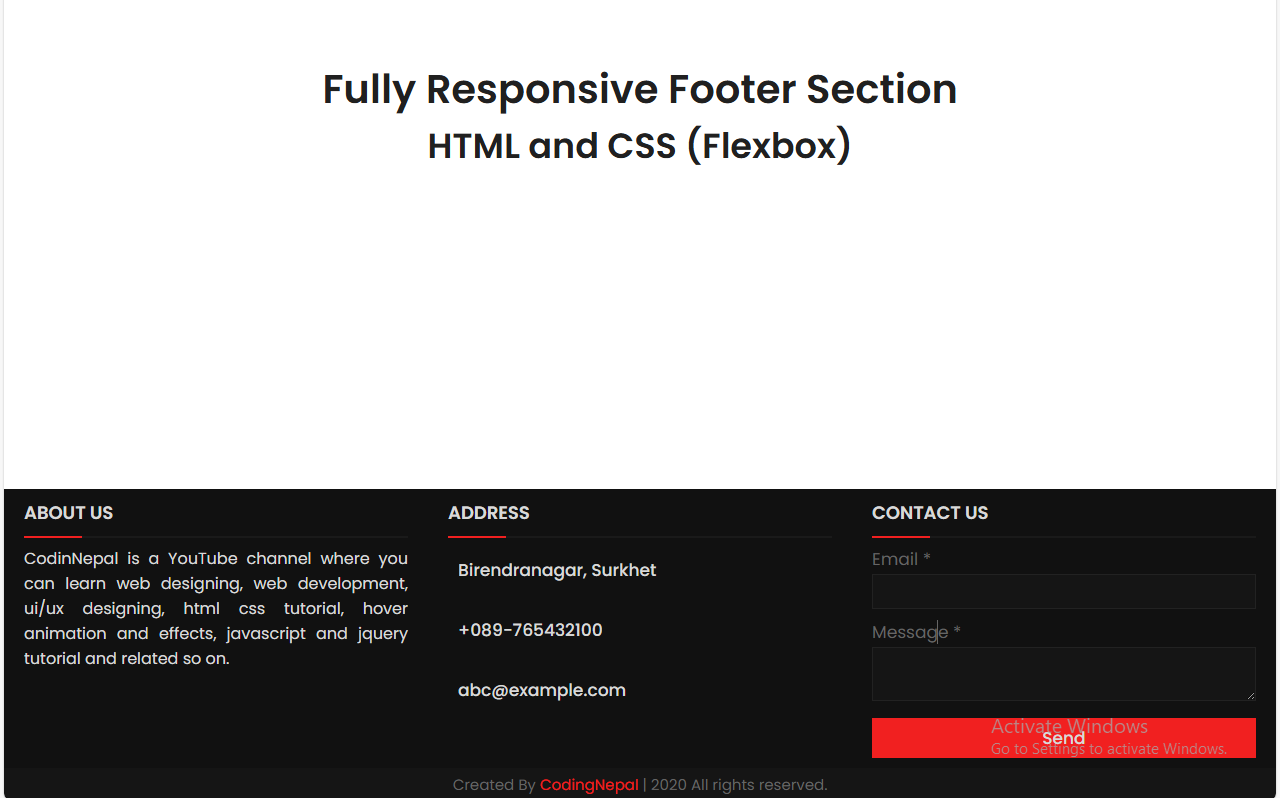 Fully Responsive Footer Section
HTML and CSS (Flexbox)
ABOUT US
CodinNepal is a YouTube channel where you
can learn web designing, web development,
ui/ux designing, html css tutorial, hover
animation and effects, javascript and jquery
tutorial and related so on.
ADDRESS
Birendranagar, Surkhet
+089-765432100
abc@example.com
CONTACT US
Email *
Message *
Send
Activate Windows
Go to Settings to activate Windows.
Created By CodingNepal | 2020 All rights reserved.